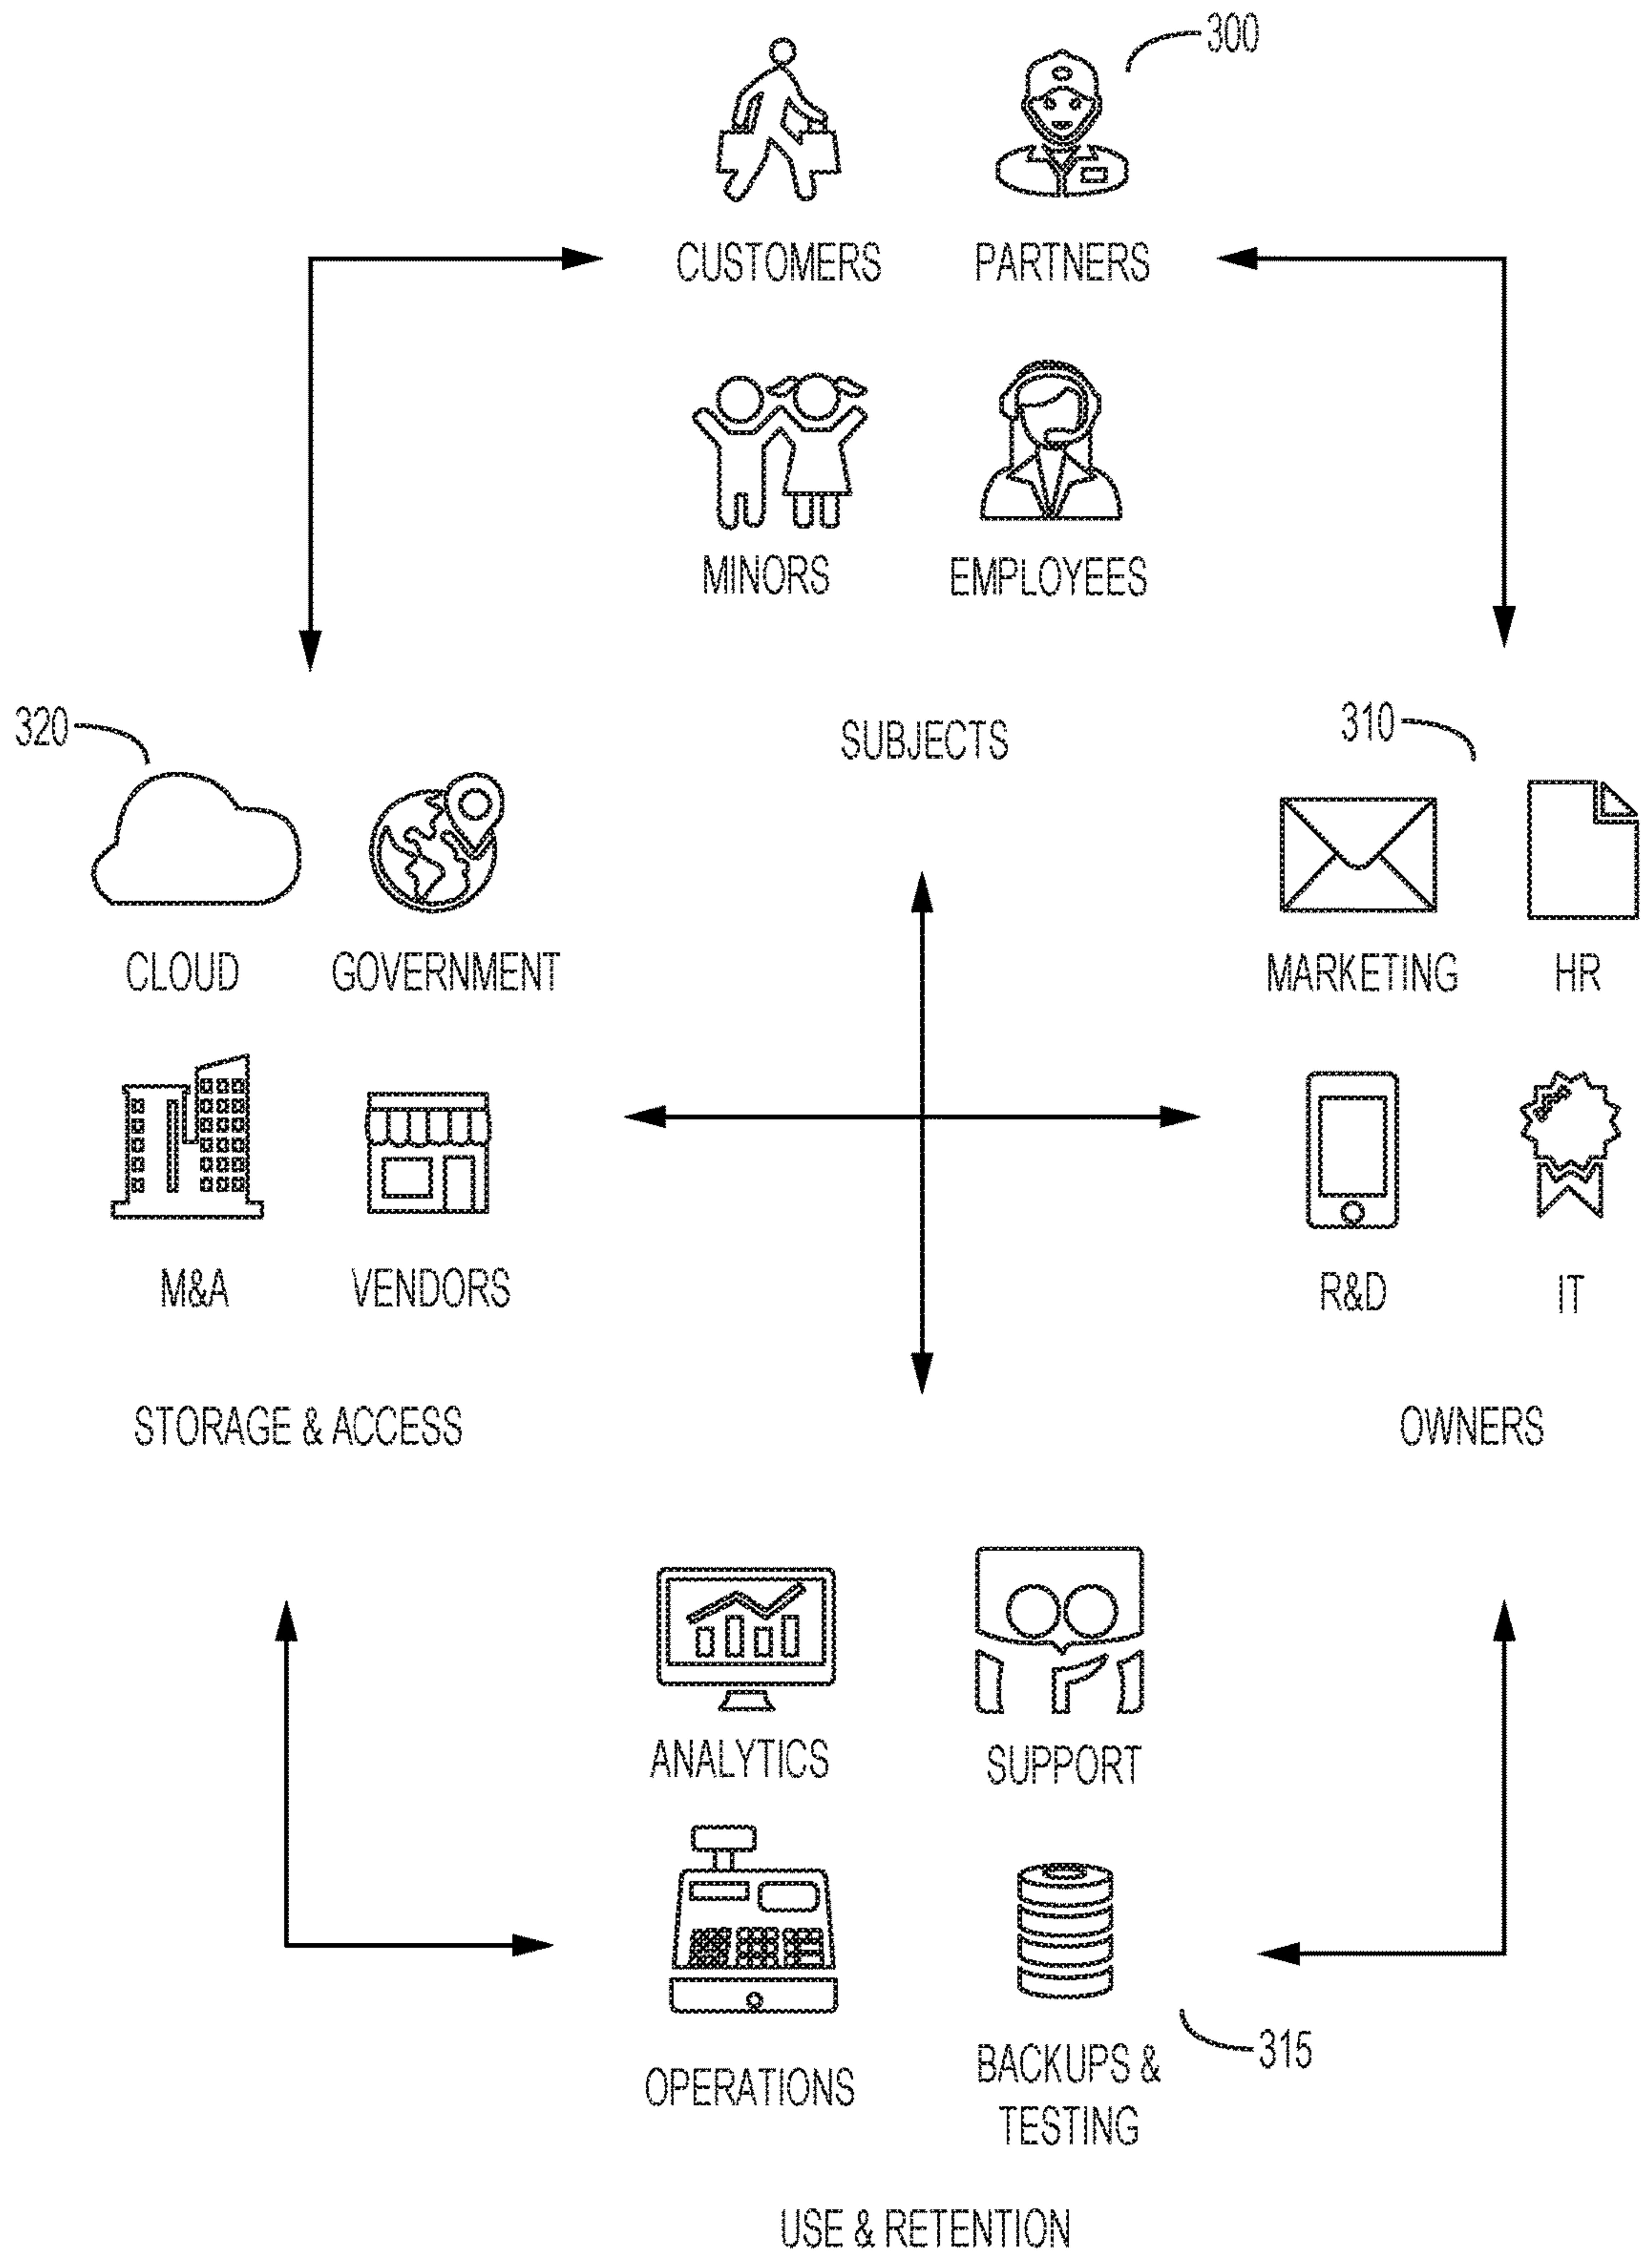 300
CUSTOMERS
PARTNERS
MINORS
EMPLOYEES
SUBJECTS
320
310
CLOUD
GOVERNMENT
MARKETING
HR
M&A
VENDORS
R&D
IT
STORAGE & ACCESS
OWNERS
ANALYTICS
SUPPORT
OPERATIONS
BACKUPS &
TESTING
315
USE & RETENTION